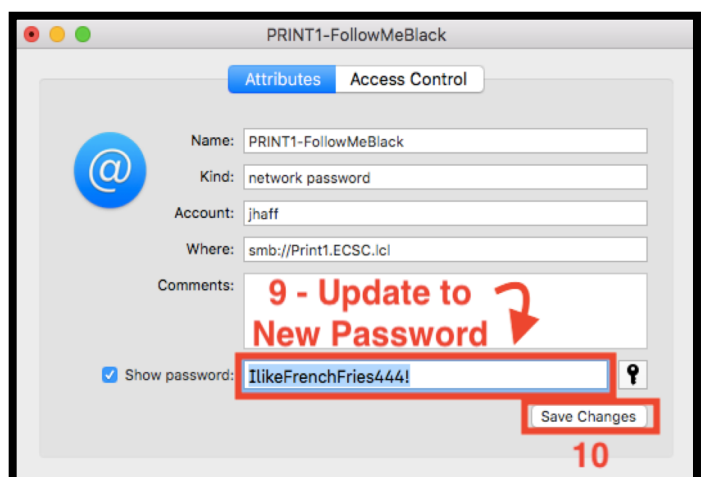 PRINT1-FollowMeBlack
Attributes Access Control
@
Name: PRINT1-FollowMeBlack
Kind: network password
Account: jhaff
Where: smb://Print1.ECSC.lcl
Comments:
9 - Update to
New Password
Show password: IlikeFrenchFries444!
Save Changes
10